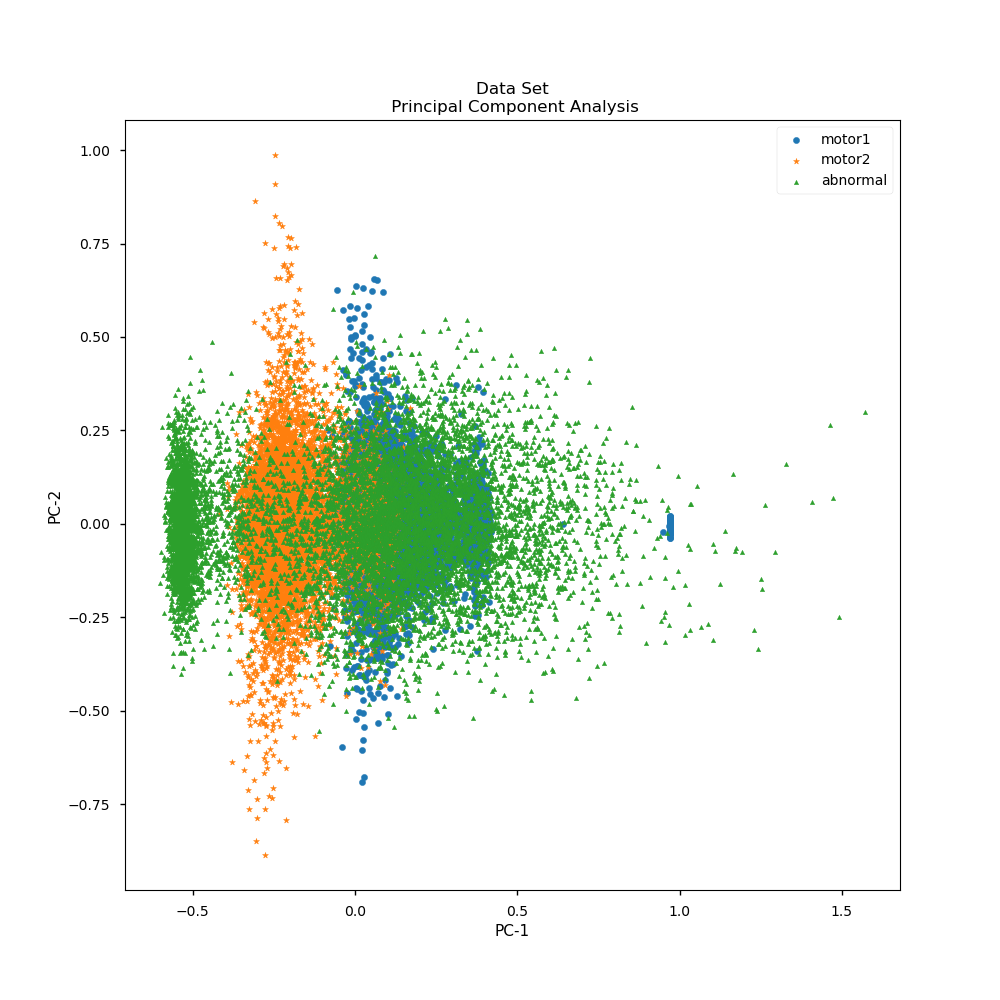 Data Set
Principal Component Analysis
motor1
motor2
abnormal
1.00
0.75
0.50
0.25
0.00
−0.25
−0.50
−0.75
PC-2
−0.5
0.0
0.5
1.0
1.5
PC-1